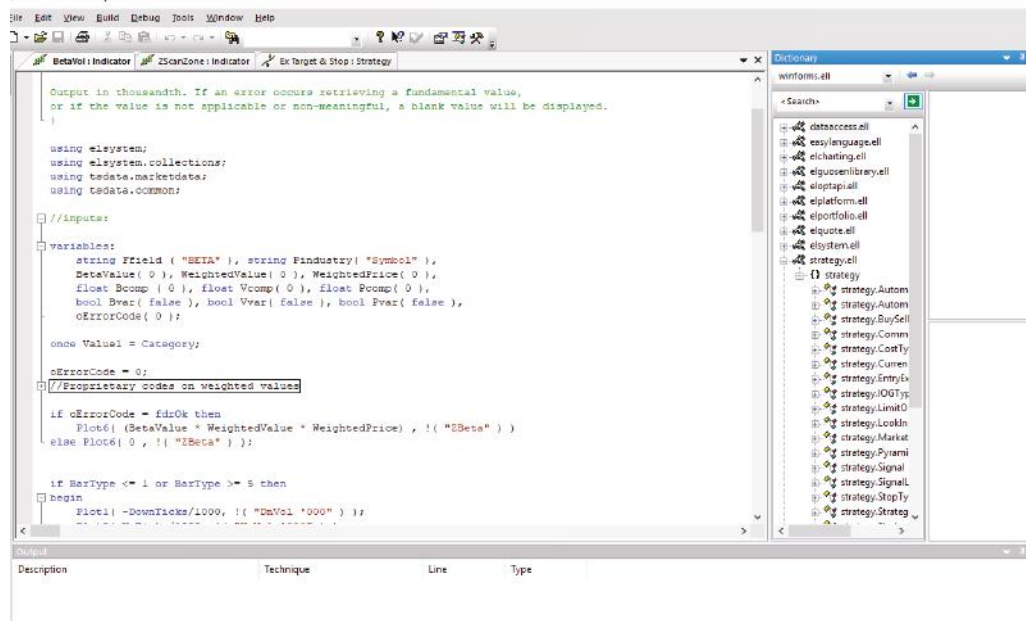 File Edit View Build Debug Tools Window Help
BetaVol : Indicator ZScanZone : Indicator Ex Target & Stop : Strategy
Output in thousandth. If an error occurs retrieving a fundamental value,
or if the value is not applicable or non-meaningful, a blank value will be displayed.
}
using elsystem;
using elsystem.collections;
using tsdata.marketdata;
using tsdata.common;
//inputs:
variables:
string Ffield ( "BETA" ), string Pindustry( "Symbol" ),
BetaValue( 0 ), WeightedValue( 0 ), WeightedPrice( 0 ),
float Bcomp ( 0 ), float Vcomp( 0 ), float Pcomp( 0 ),
bool Bvar( false ), bool Vvar( false ), bool Pvar( false ),
oErrorCode( 0 );
once Value1 = Category;
oErrorCode = 0;
//Proprietary codes on weighted values
if oErrorCode = fdrOk then
Plot6( (BetaValue * WeightedValue * WeightedPrice) , !( "ZBeta" ) )
else Plot6( 0 , !( "ZBeta" ) );
if BarType <= 1 or BarType >= 5 then
begin
Plot1( -DownTicks/1000, !( "DnVol '000" ) );
Dictionary
winforms.ell
<Search>
dataaccess.ell
easylanguage.ell
elcharting.ell
elguosenlibrary.ell
eloptapi.ell
elplatform.ell
elportfolio.ell
elquote.ell
elsystem.ell
strategy.ell
{} strategy
strategy.Autom
strategy.Autom
strategy.BuySell
strategy.Comm
strategy.CostTy
strategy.Curren
strategy.EntryEx
strategy.IOGTyp
strategy.LimitO
strategy.LookIn
strategy.Market
strategy.Pyrami
strategy.Signal
strategy.SignalL
strategy.StopTy
strategy.Strateg
Output
Description Technique Line Type